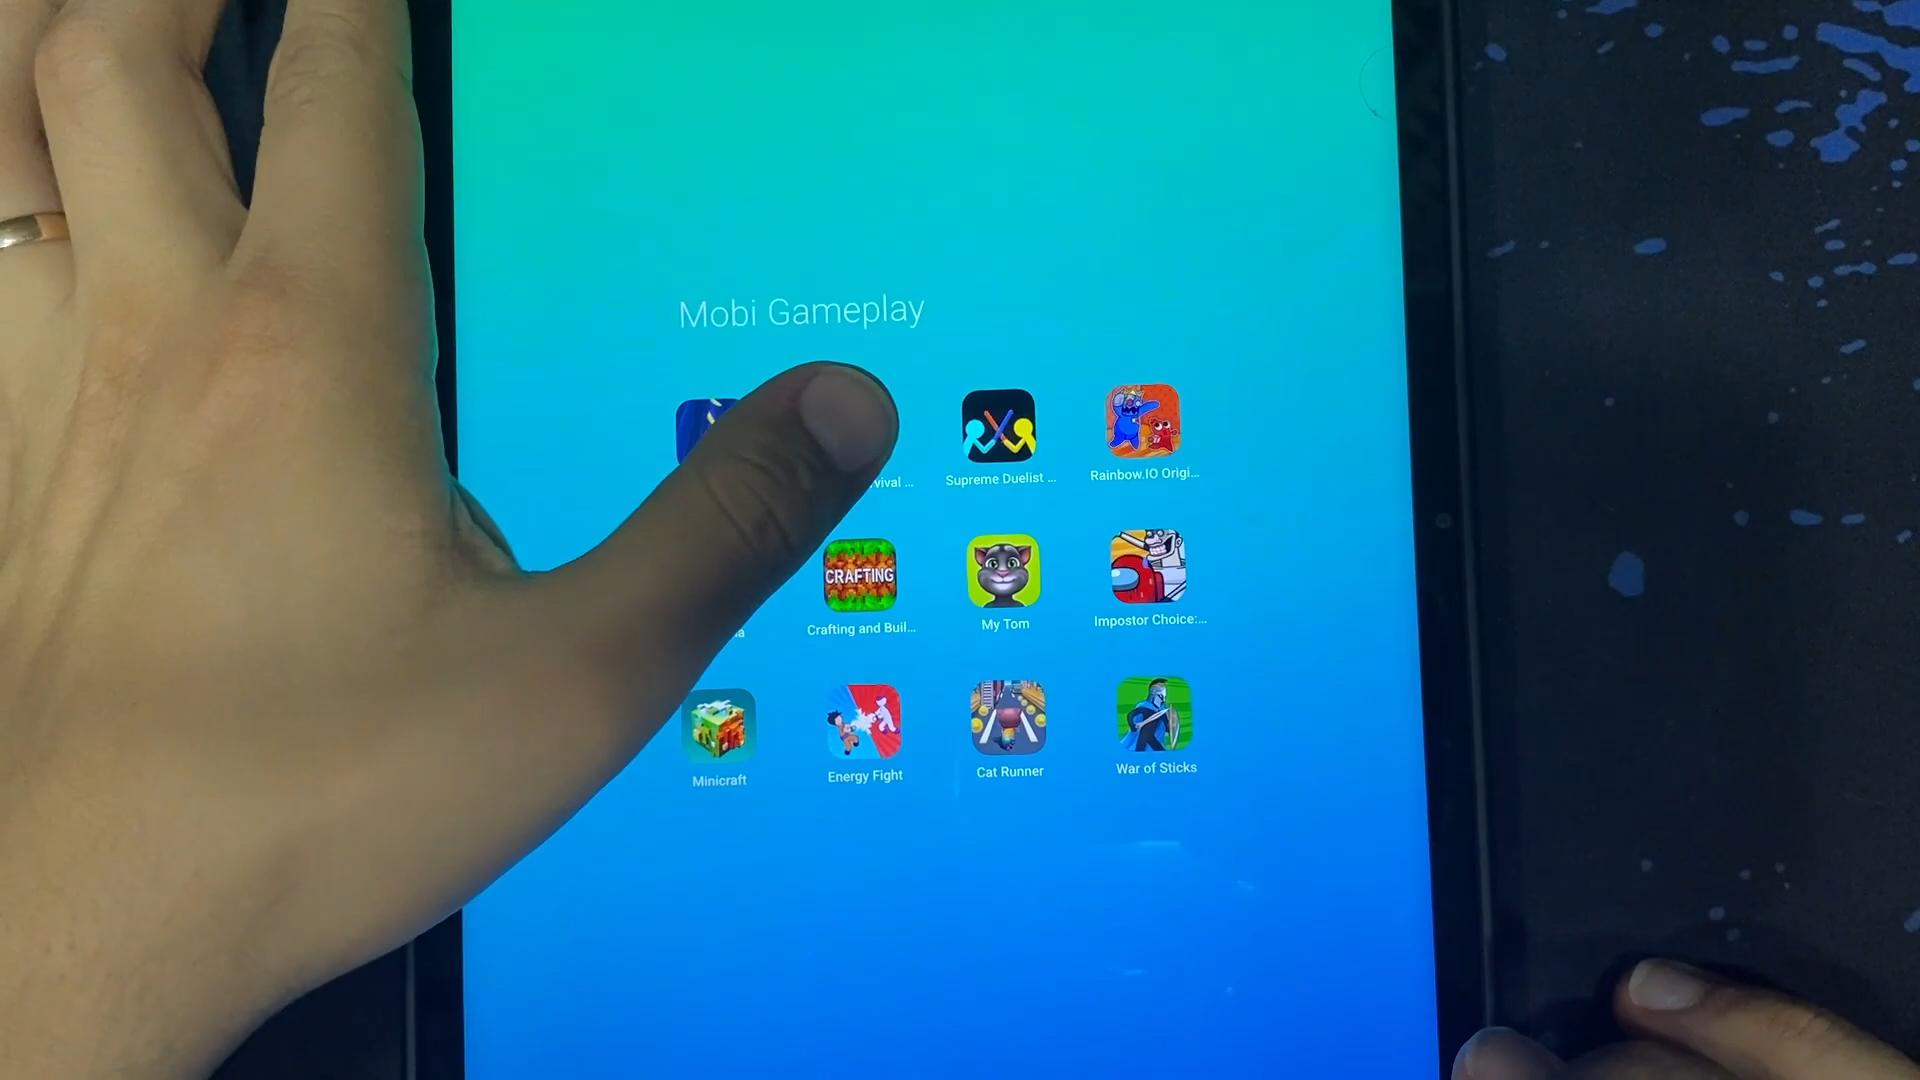 Mobi Gameplay
Supreme Duelist ...
Rainbow.IO Origi...
CRAFTING
Crafting and Buil...
My Tom
Impostor Choice:...
Minicraft
Energy Fight
Cat Runner
War of Sticks